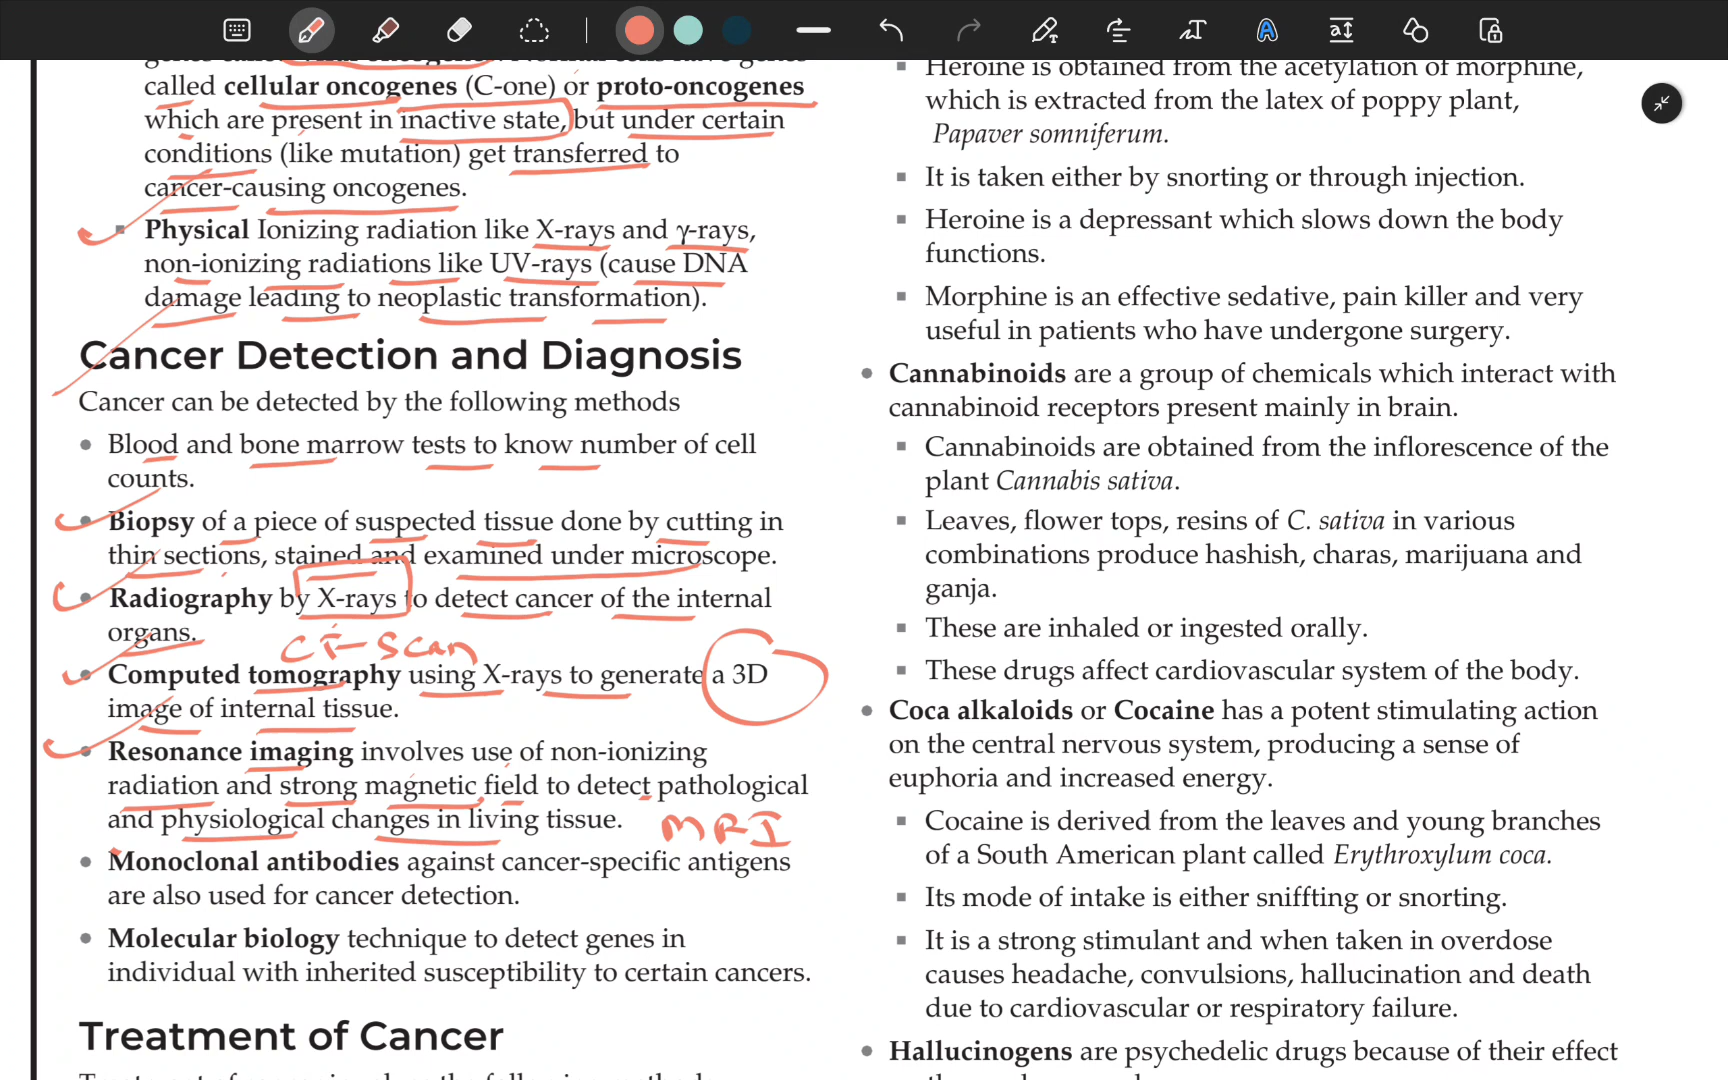 called cellular oncogenes (C-one) or proto-oncogenes
which are present in inactive state, but under certain
conditions (like mutation) get transferred to
cancer-causing oncogenes.
Physical Ionizing radiation like X-rays and γ-rays,
non-ionizing radiations like UV-rays (cause DNA
damage leading to neoplastic transformation).
Cancer Detection and Diagnosis
Cancer can be detected by the following methods
Blood and bone marrow tests to know number of cell
counts.
Biopsy of a piece of suspected tissue done by cutting in
thin sections, stained and examined under microscope.
Radiography by X-rays to detect cancer of the internal
organs.
CT-Scan
Computed tomography using X-rays to generate a 3D
image of internal tissue.
Resonance imaging involves use of non-ionizing
radiation and strong magnetic field to detect pathological
and physiological changes in living tissue.
MRI
Monoclonal antibodies against cancer-specific antigens
are also used for cancer detection.
Molecular biology technique to detect genes in
individual with inherited susceptibility to certain cancers.
Treatment of Cancer
Heroine is obtained from the acetylation of morphine,
which is extracted from the latex of poppy plant,
Papaver somniferum.
It is taken either by snorting or through injection.
Heroine is a depressant which slows down the body
functions.
Morphine is an effective sedative, pain killer and very
useful in patients who have undergone surgery.
Cannabinoids are a group of chemicals which interact with
cannabinoid receptors present mainly in brain.
Cannabinoids are obtained from the inflorescence of the
plant Cannabis sativa.
Leaves, flower tops, resins of C. sativa in various
combinations produce hashish, charas, marijuana and
ganja.
These are inhaled or ingested orally.
These drugs affect cardiovascular system of the body.
Coca alkaloids or Cocaine has a potent stimulating action
on the central nervous system, producing a sense of
euphoria and increased energy.
Cocaine is derived from the leaves and young branches
of a South American plant called Erythroxylum coca.
Its mode of intake is either sniffting or snorting.
It is a strong stimulant and when taken in overdose
causes headache, convulsions, hallucination and death
due to cardiovascular or respiratory failure.
Hallucinogens are psychedelic drugs because of their effect